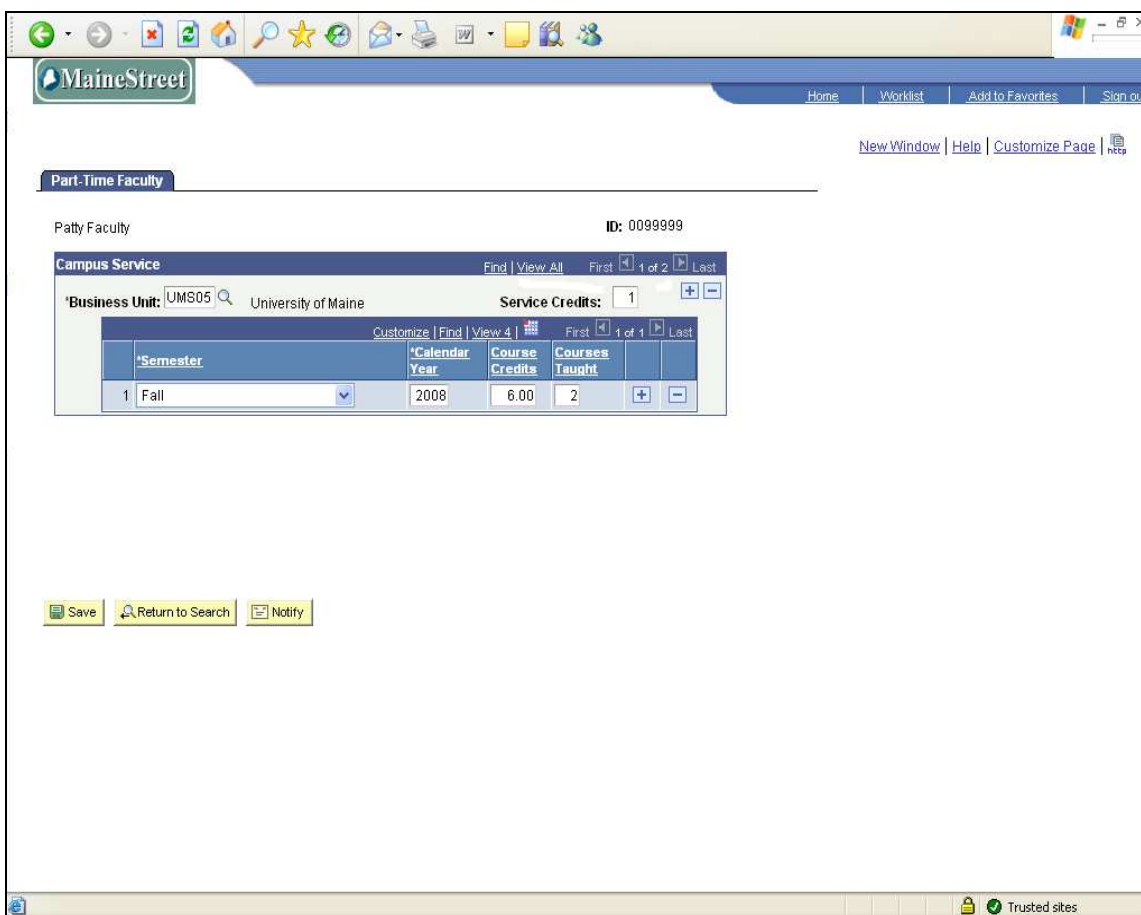 MaineStreet
Home | Worklist | Add to Favorites | Sign ou
New Window | Help | Customize Page | http
Part-Time Faculty
Patty Faculty ID: 0099999
Campus Service Find | View All First 1 of 2 Last
*Business Unit: UMS05 University of Maine Service Credits: 1
Customize | Find | View 4 | First 1 of 1 Last
*Semester *Calendar Year Course Credits Courses Taught
1 Fall 2008 6.00 2
Save Return to Search Notify
Trusted sites